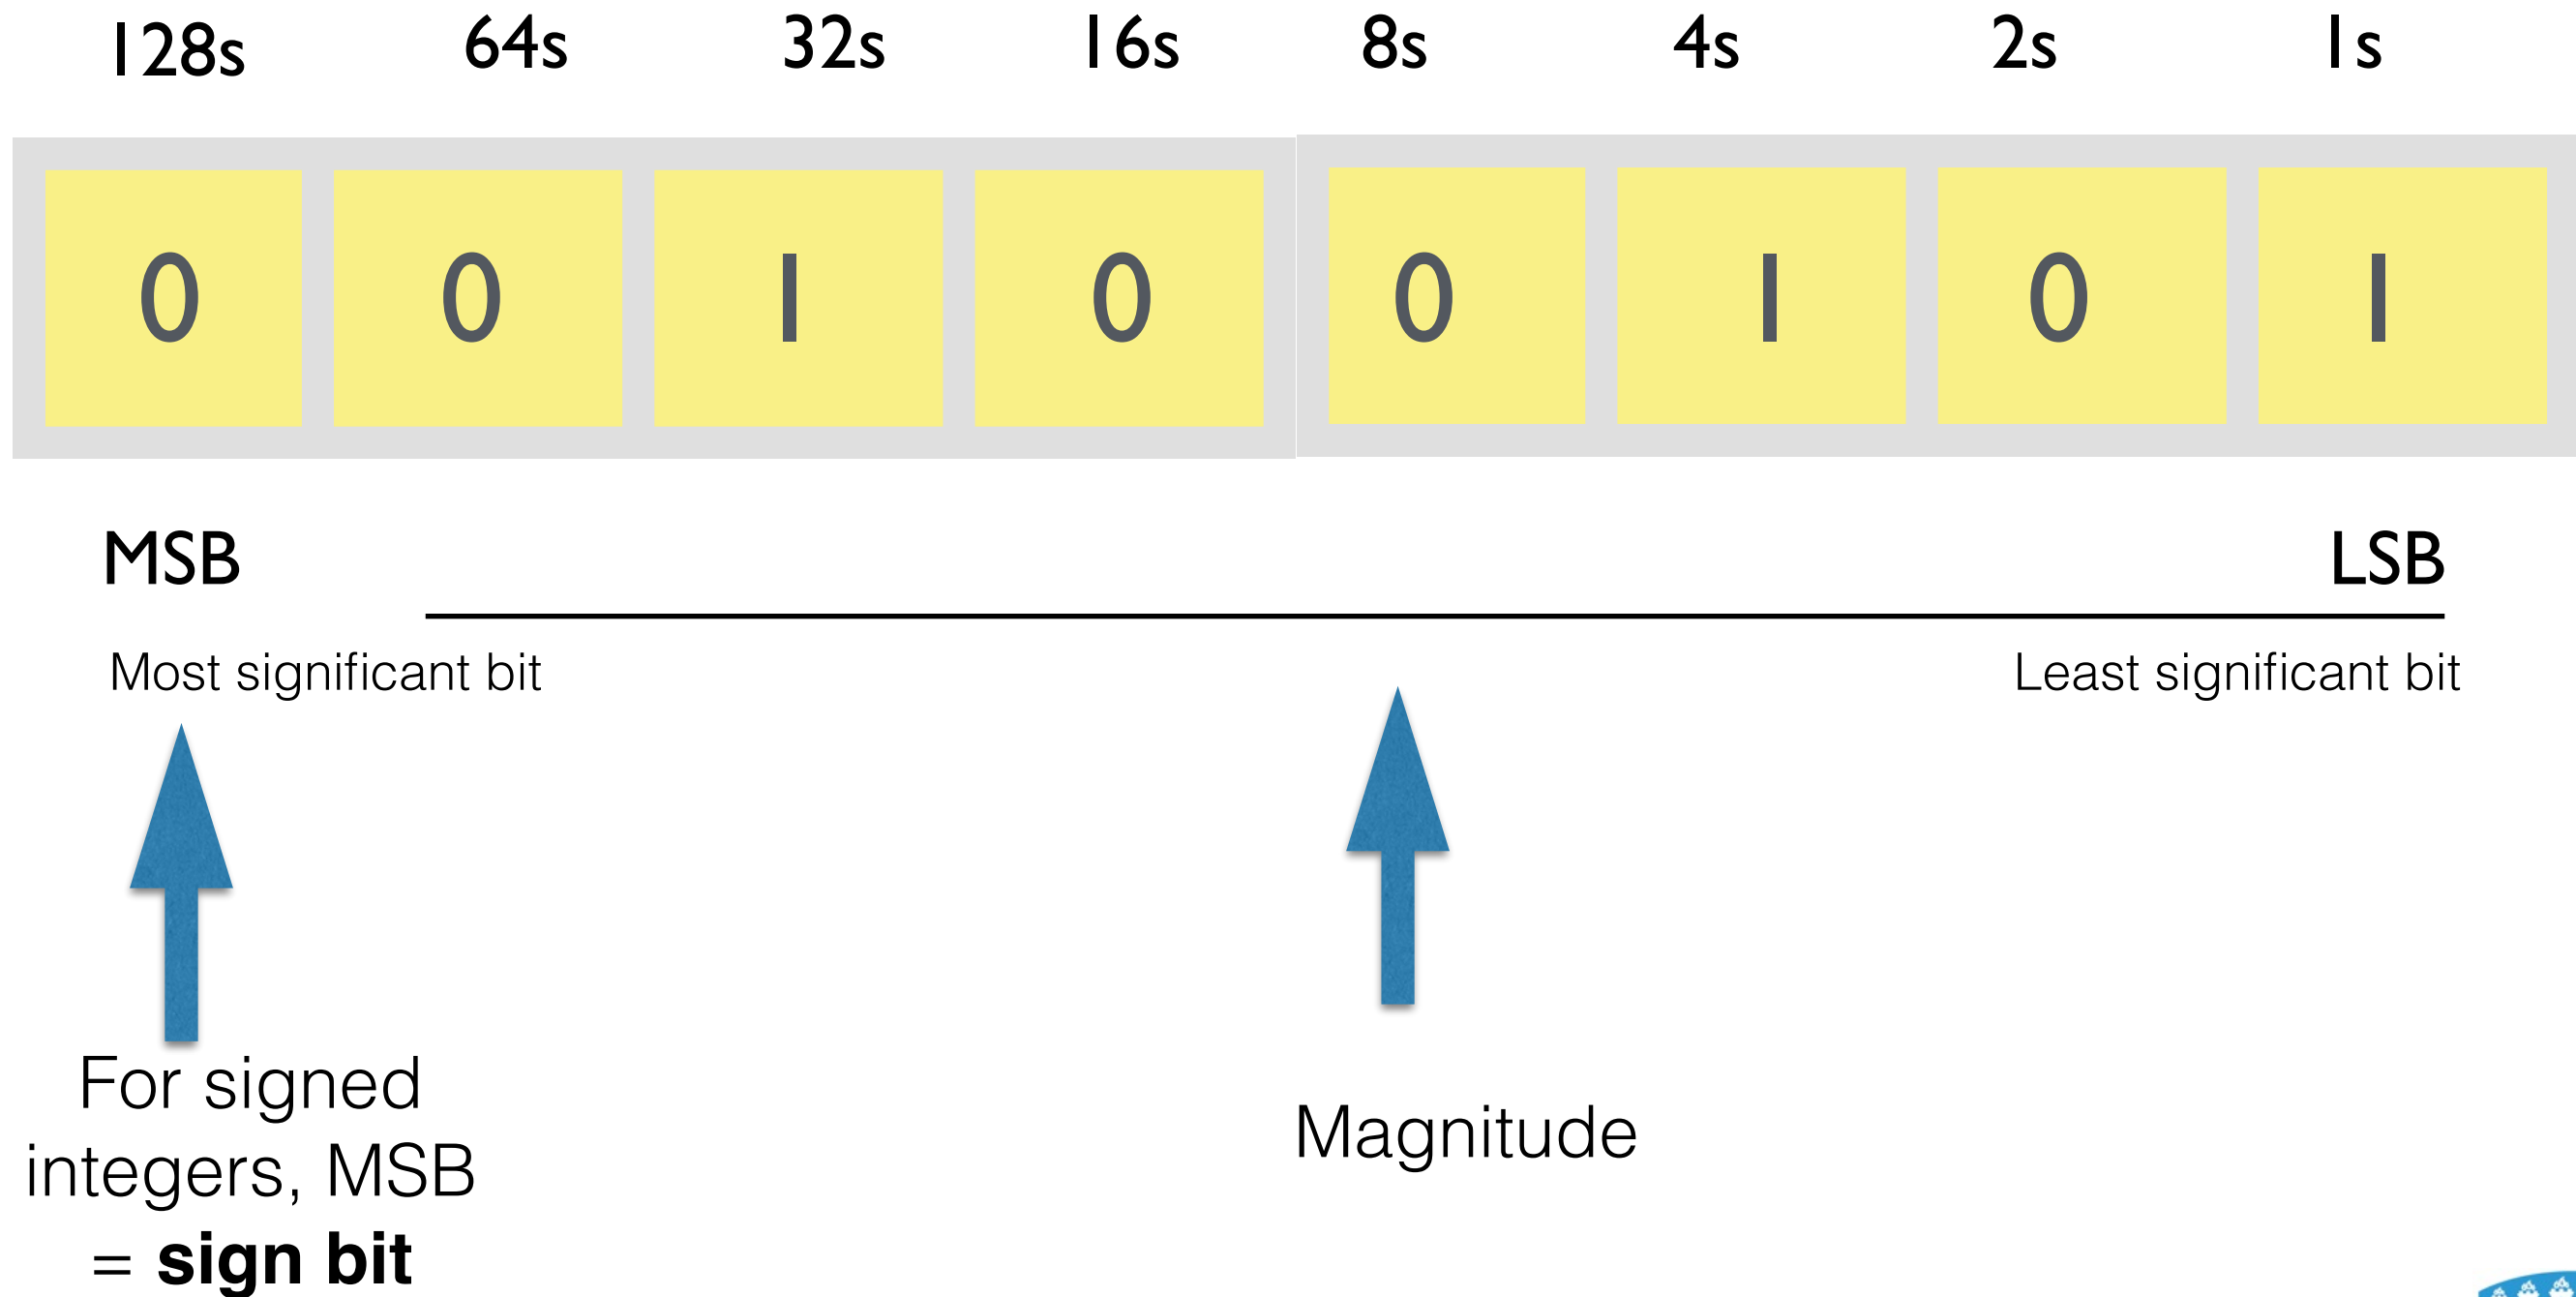 128s 64s 32s 16s 8s 4s 2s 1s
0 0 1 0 0 1 0 1
MSB LSB
Most significant bit Least significant bit
For signed
integers, MSB
= sign bit
Magnitude